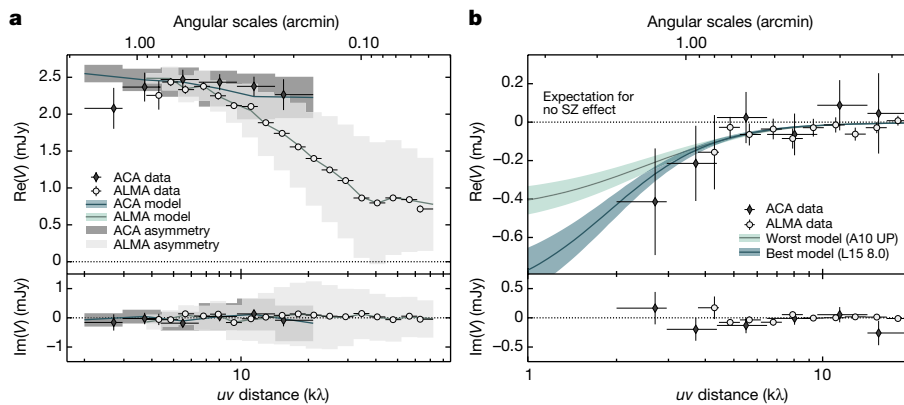 a
Angular scales (arcmin)
1.00 0.10
2.5
2.0
1.5
1.0
0.5
0
Re(V) (mJy)
ACA data
ALMA data
ACA model
ALMA model
ACA asymmetry
ALMA asymmetry
1
0
−1
Im(V) (mJy)
10
uv distance (kλ)
b
Angular scales (arcmin)
1.00
0.2
0
−0.2
−0.4
−0.6
Re(V) (mJy)
Expectation for
no SZ effect
ACA data
ALMA data
Worst model (A10 UP)
Best model (L15 8.0)
0.5
0
−0.5
Im(V) (mJy)
1 10
uv distance (kλ)